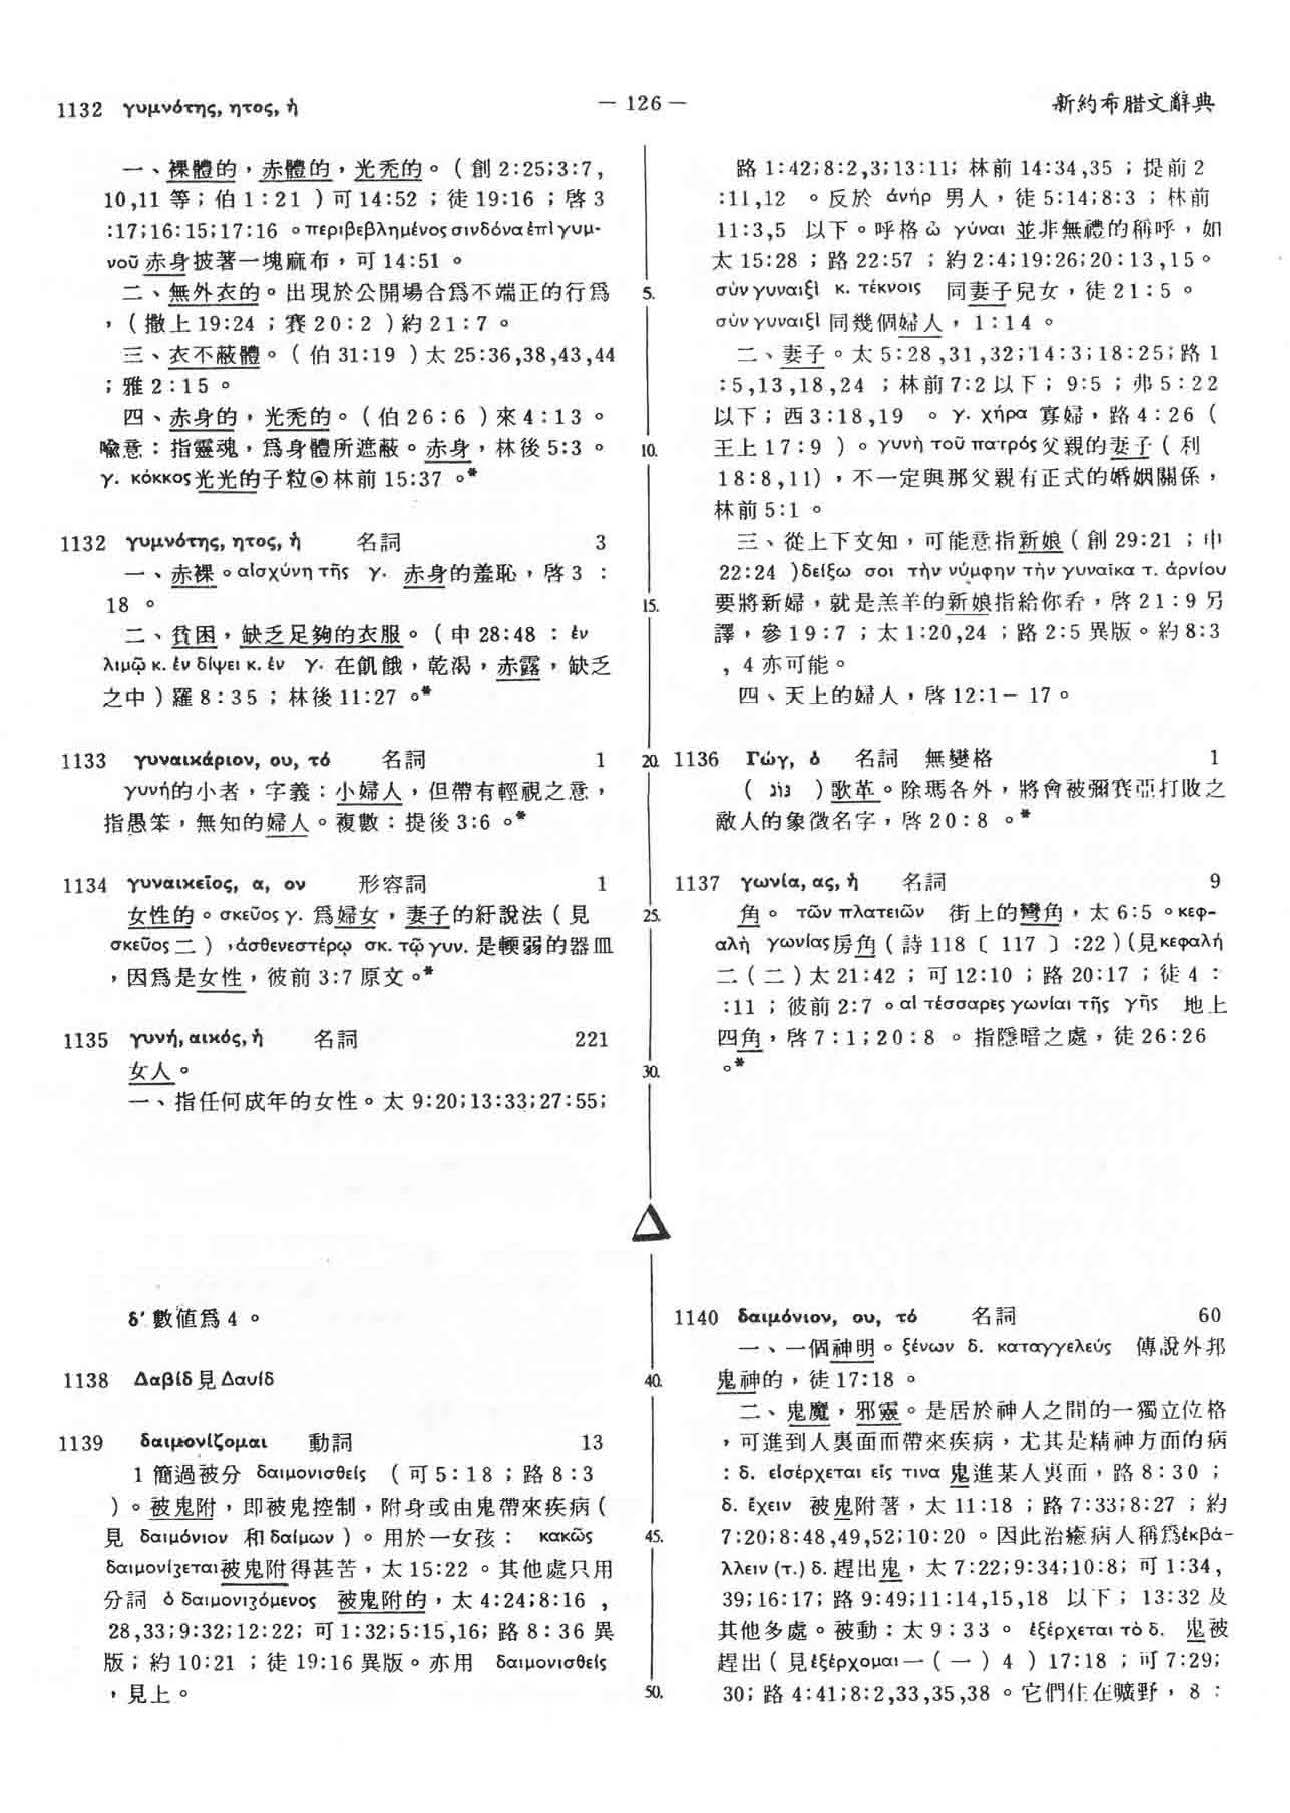 1132 γυμνότης, ητος, ἡ
— 126 —
新約希腊文辭典
一、裸體的，赤體的，光禿的。（創 2:25;3:7,
10,11 等；伯 1：21 ）可 14:52 ；徒 19:16 ；啓 3
:17;16:15;17:16 。περιβεβλημένος σινδόνα ἐπὶ γυμ-
νοῦ 赤身披著一塊麻布，可 14:51 。
二、無外衣的。出現於公開場合爲不端正的行爲
，（撒上 19:24 ；賽 20：2 ）約 21：7 。
三、衣不蔽體。（伯 31:19 ）太 25:36,38,43,44
；雅 2：15 。
四、赤身的，光禿的。（伯 26：6 ）來 4：13 。
喩意：指靈魂，爲身體所遮蔽。赤身，林後 5:3 。
γ. κόκκος 光光的子粒⊙林前 15:37 。*
1132 γυμνότης, ητος, ἡ 名詞 3
一、赤裸。αἰσχύνη τῆς γ. 赤身的羞恥，啓 3 ：
18 。
二、貧困，缺乏足夠的衣服。（申 28:48 ：ἐν
λιμῷ κ. ἐν δίψει κ. ἐν γ. 在飢餓，乾渴，赤露，缺乏
之中）羅 8：35 ；林後 11:27 。*
1133 γυναικάριον, ου, τό 名詞 1
γυνή的小者，字義：小婦人，但帶有輕視之意，
指愚笨，無知的婦人。複數：提後 3:6 。*
1134 γυναικεῖος, α, ον 形容詞 1
女性的。σκεῦος γ. 爲婦女，妻子的紆說法（見
σκεῦος 二），ἀσθενεστέρῳ σκ. τῷ γυν. 是輭弱的器皿
，因爲是女性，彼前 3:7 原文。*
1135 γυνή, αικός, ἡ 名詞 221
女人。
一、指任何成年的女性。太 9:20;13:33;27:55;
5.
10.
15.
20.
25.
30.
路 1:42;8:2,3;13:11; 林前 14:34,35 ；提前 2
:11,12 。反於 ἀνήρ 男人，徒 5:14;8:3 ；林前
11:3,5 以下。呼格 ὦ γύναι 並非無禮的稱呼，如
太 15:28 ；路 22:57 ；約 2:4;19:26;20:13,15。
σὺν γυναιξὶ κ. τέκνοις 同妻子兒女，徒 21：5 。
σὺν γυναιξὶ 同幾個婦人，1：14 。
二、妻子。太 5:28,31,32;14:3;18:25;路 1
:5,13,18,24 ；林前 7:2 以下；9:5 ；弗 5：22
以下；西 3:18,19 。γ. χήρα 寡婦，路 4：26（
王上 17：9 ）。γυνὴ τοῦ πατρός 父親的妻子（利
18:8,11），不一定與那父親有正式的婚姻關係，
林前 5:1 。
三、從上下文知，可能意指新娘（創 29:21 ；申
22:24 )δείξω σοι τὴν νύμφην τὴν γυναῖκα τ. ἀρνίου
要將新婦，就是羔羊的新娘指給你看，啓 21：9 另
譯，參 19：7 ；太 1:20,24 ；路 2:5 異版。約 8:3
，4 亦可能。
四、天上的婦人，啓 12:1- 17 。
1136 Γώγ, ὁ 名詞 無變格 1
（ גּוֹג ）歌革。除瑪各外，將會被彌賽亞打敗之
敵人的象徵名字，啓 20：8 。*
1137 γωνία, ας, ἡ 名詞 9
角。 τῶν πλατειῶν 街上的彎角，太 6:5 。κεφ-
αλὴ γωνίας 房角（詩 118〔 117 〕:22）(見κεφαλή
二（二）太 21:42 ；可 12:10 ；路 20:17 ；徒 4 ：
:11 ；彼前 2:7 。αἱ τέσσαρες γωνίαι τῆς γῆς 地上
四角，啓 7：1；20：8 。指隱暗之處，徒 26:26
。*
Δ
δ′ 數值爲 4 。
1138 Δαβίδ 見 Δαυίδ
1139 δαιμονίζομαι 動詞 13
1 簡過被分 δαιμονισθείς （可 5：18 ；路 8：3
）。被鬼附，即被鬼控制，附身或由鬼帶來疾病（
見 δαιμόνιον 和 δαίμων ）。用於一女孩： κακῶς
δαιμονίζεται被鬼附得甚苦，太 15:22 。其他處只用
分詞 ὁ δαιμονιζόμενος 被鬼附的，太 4:24;8:16 ，
28,33;9:32;12:22; 可 1:32;5:15,16; 路 8：36 異
版；約 10:21 ；徒 19:16 異版。亦用 δαιμονισθείς
，見上。
40.
45.
50.
1140 δαιμόνιον, ου, τό 名詞 60
一、一個神明。ξένων δ. καταγγελεύς 傳說外邦
鬼神的，徒 17:18 。
二、鬼魔，邪靈。是居於神人之間的一獨立位格
，可進到人裏面而帶來疾病，尤其是精神方面的病
：δ. εἰσέρχεται εἴς τινα 鬼進某人裏面，路 8：30 ；
δ. ἔχειν 被鬼附著，太 11:18 ；路 7:33;8:27 ；約
7:20;8:48,49,52;10:20 。因此治癒病人稱爲ἐκβά-
λλειν (τ.) δ. 趕出鬼，太 7:22;9:34;10:8; 可 1:34,
39;16:17; 路 9:49;11:14,15,18 以下；13:32 及
其他多處。被動：太 9：33 。 ἐξέρχεται τὸ δ. 鬼被
趕出（見ἐξέρχομαι 一（一）4 ）17:18 ；可 7:29;
30; 路 4:41;8:2,33,35,38 。它們住在曠野，8 ：